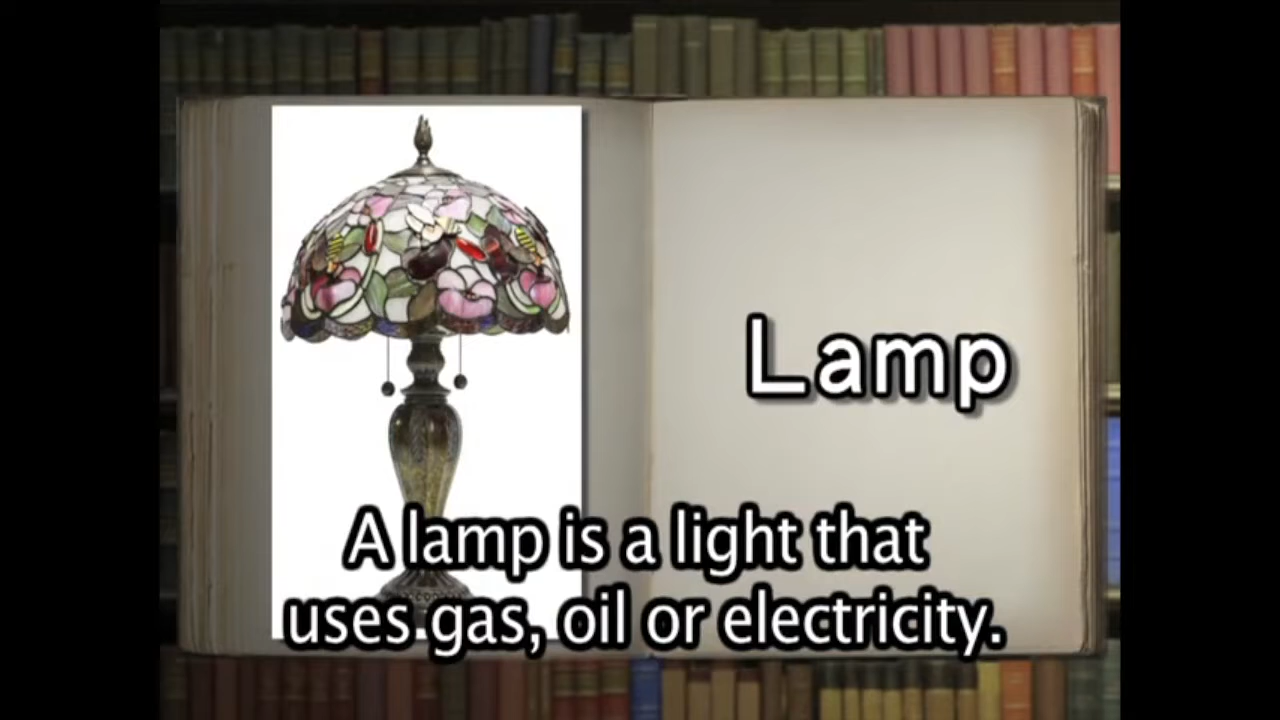 Lamp
A lamp is a light that
uses gas, oil or electricity.